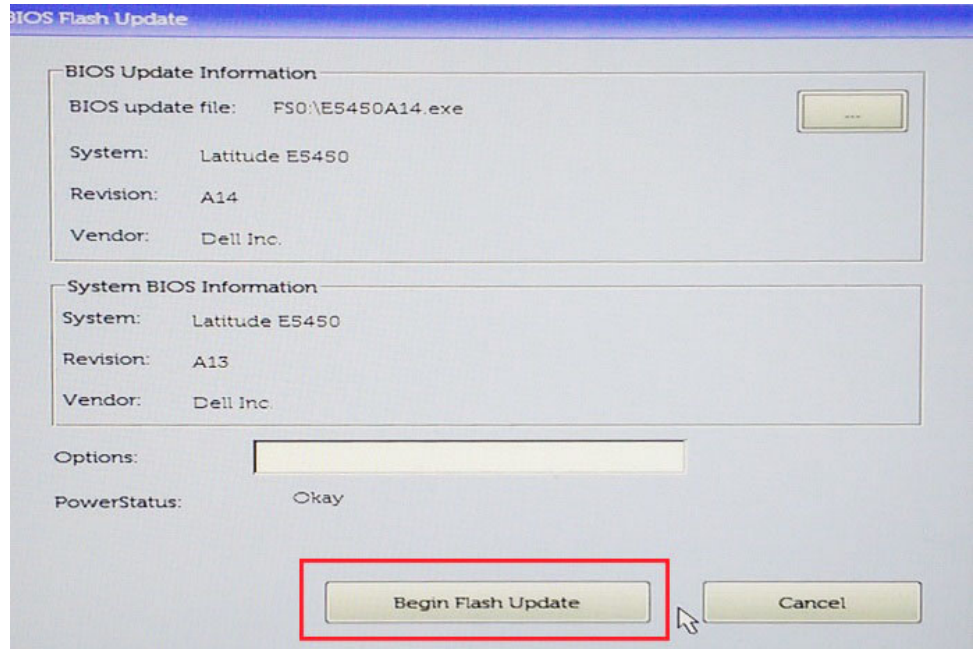 BIOS Flash Update
BIOS Update Information
BIOS update file: FS0:\E5450A14.exe
...
System: Latitude E5450
Revision: A14
Vendor: Dell Inc.
System BIOS Information
System: Latitude E5450
Revision: A13
Vendor: Dell Inc.
Options:
PowerStatus: Okay
Begin Flash Update Cancel